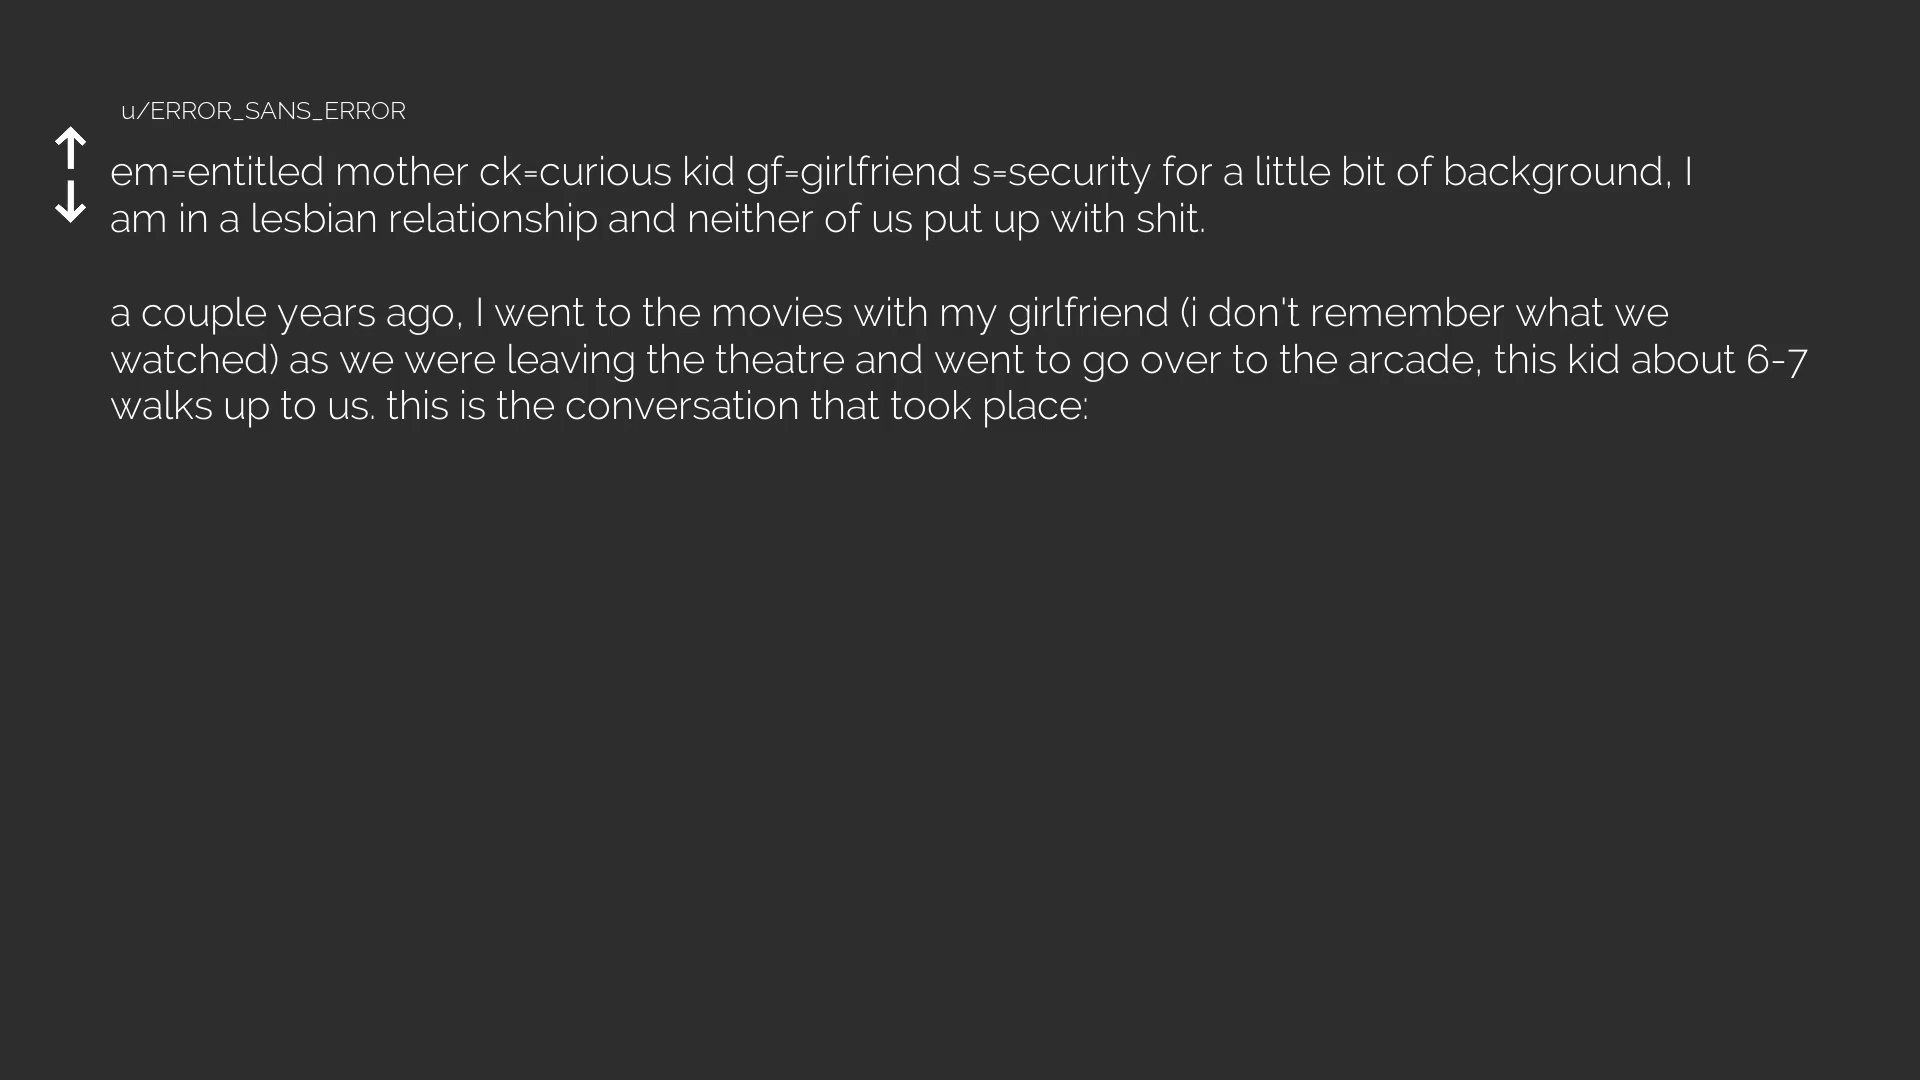 u/ERROR_SANS_ERROR
em=entitled mother ck=curious kid gf=girlfriend s=security for a little bit of background, I
am in a lesbian relationship and neither of us put up with shit.
a couple years ago, I went to the movies with my girlfriend (i don't remember what we
watched) as we were leaving the theatre and went to go over to the arcade, this kid about 6-7
walks up to us. this is the conversation that took place: